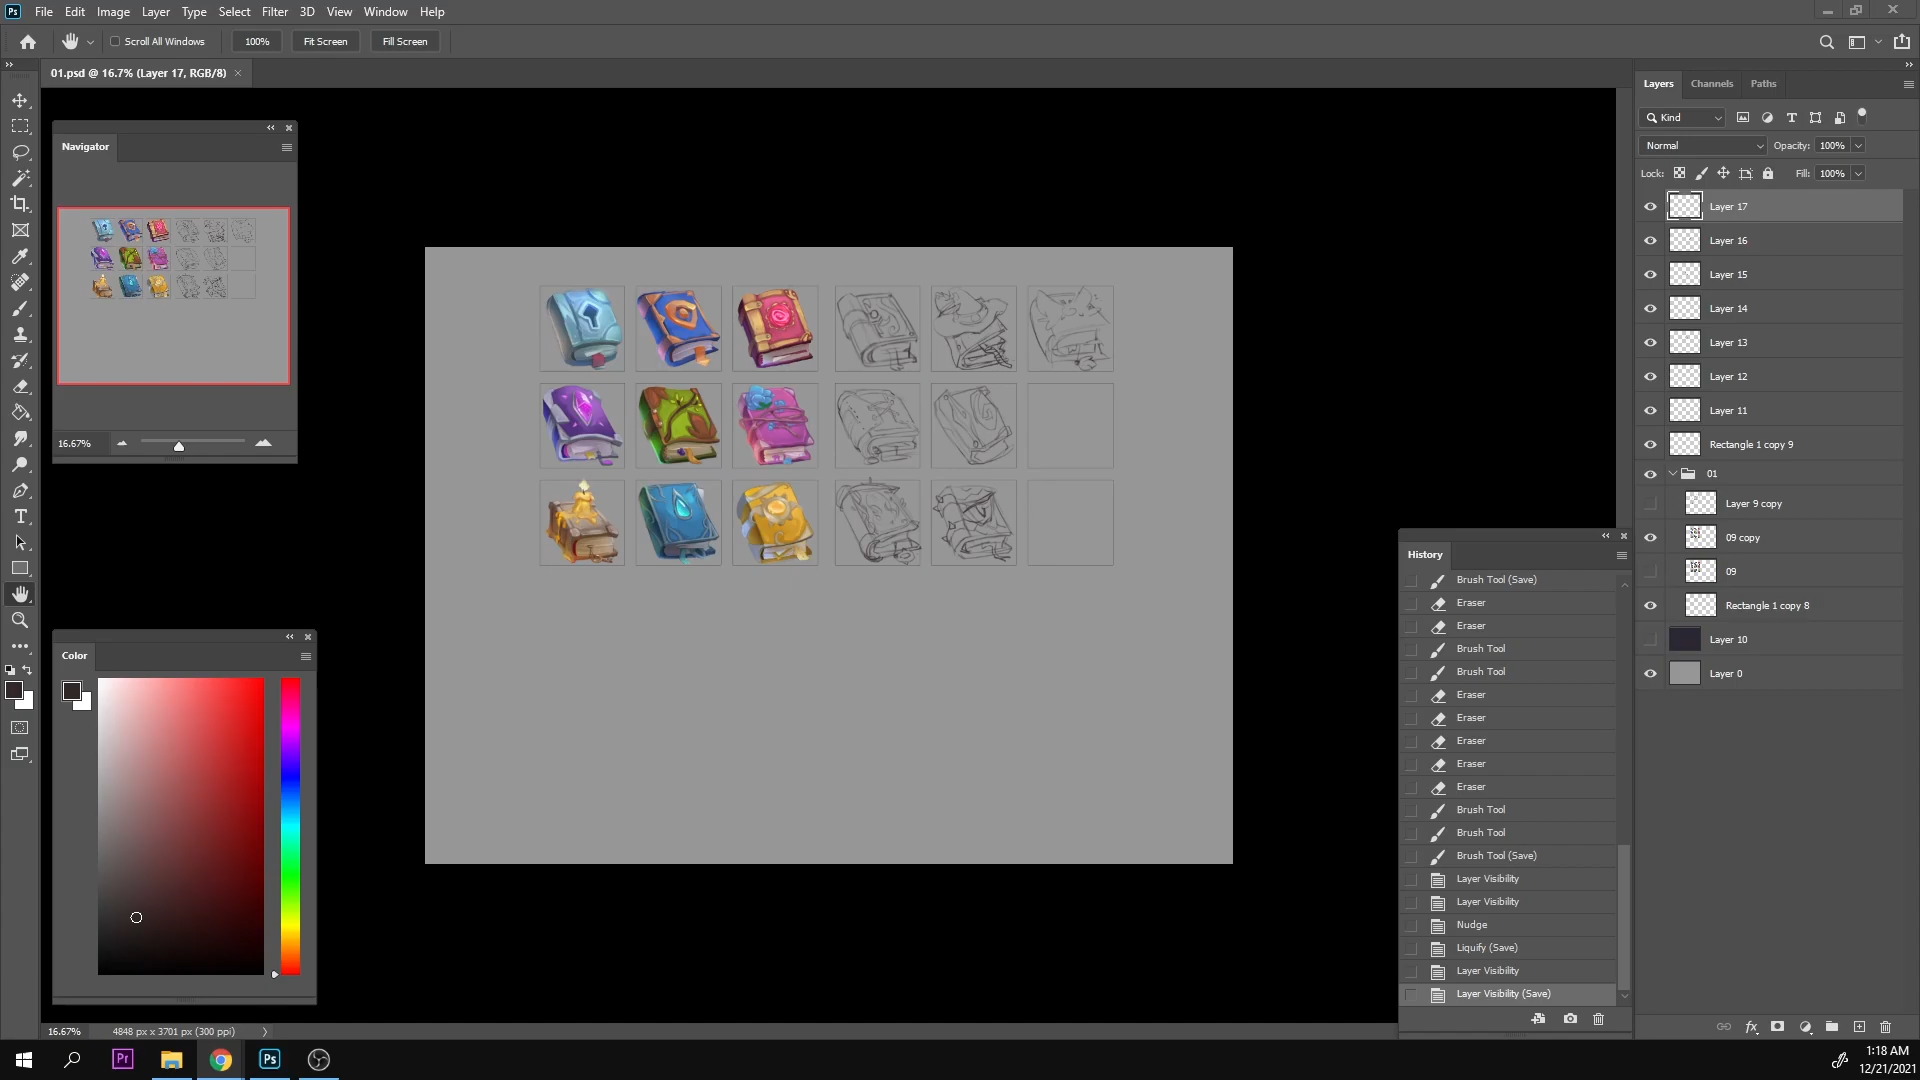 Ps File Edit Image Layer Type Select Filter 3D View Window Help
Scroll All Windows 100% Fit Screen Fill Screen
01.psd @ 16.7% (Layer 17, RGB/8)
Navigator
16.67%
Color
16.67% 4848 px x 3701 px (300 ppi)
History
Brush Tool (Save)
Eraser
Eraser
Brush Tool
Brush Tool
Eraser
Eraser
Eraser
Eraser
Eraser
Brush Tool
Brush Tool
Brush Tool (Save)
Layer Visibility
Layer Visibility
Nudge
Liquify (Save)
Layer Visibility
Layer Visibility (Save)
Layers Channels Paths
Kind
Normal Opacity: 100%
Lock: Fill: 100%
Layer 17
Layer 16
Layer 15
Layer 14
Layer 13
Layer 12
Layer 11
Rectangle 1 copy 9
01
Layer 9 copy
09 copy
09
Rectangle 1 copy 8
Layer 10
Layer 0
fx
Pr Ps
1:18 AM
12/21/2021